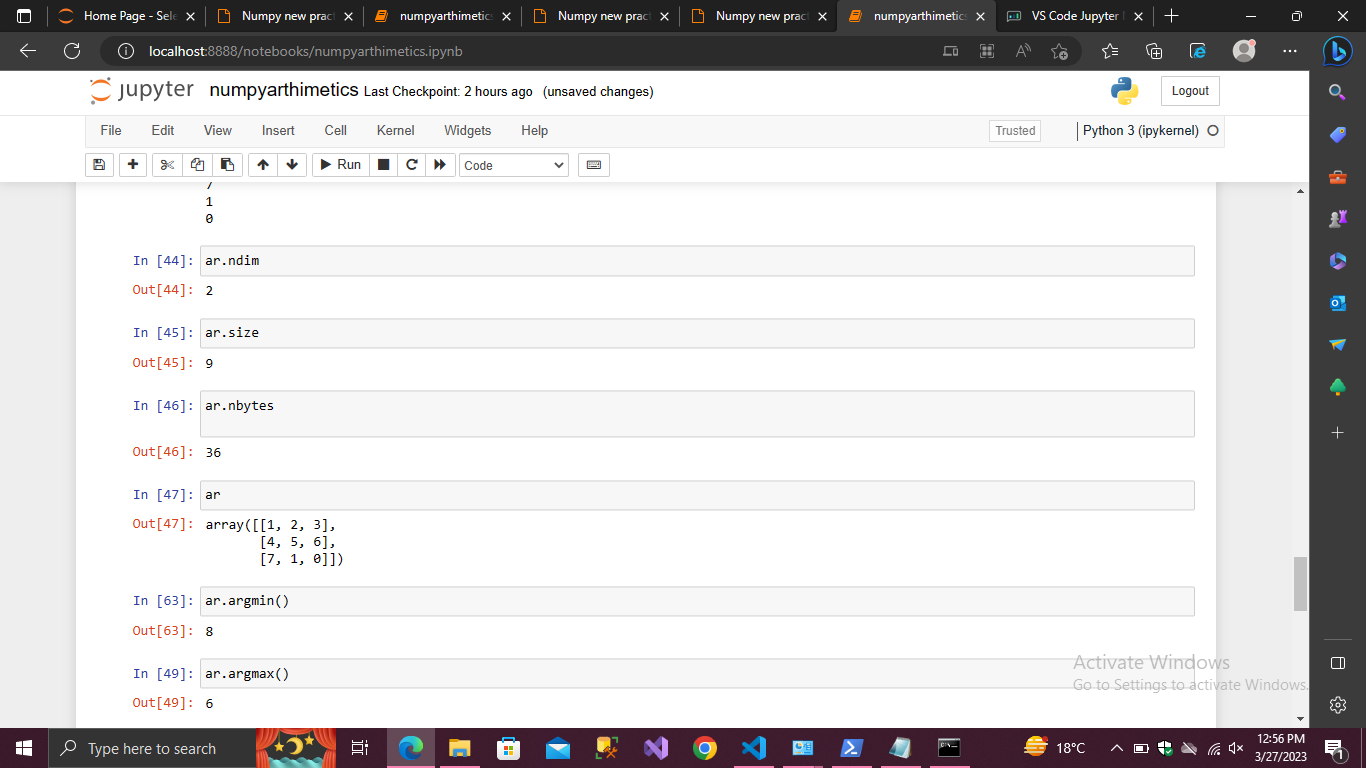 Home Page - Sele
Numpy new pract
numpyarthimetics
Numpy new pract
Numpy new pract
numpyarthimetics
VS Code Jupyter N
localhost:8888/notebooks/numpyarthimetics.ipynb
jupyter numpyarthimetics Last Checkpoint: 2 hours ago (unsaved changes)
Logout
File Edit View Insert Cell Kernel Widgets Help
Trusted
Python 3 (ipykernel)
Run
Code
7
1
0
In [44]: ar.ndim
Out[44]: 2
In [45]: ar.size
Out[45]: 9
In [46]: ar.nbytes
Out[46]: 36
In [47]: ar
Out[47]: array([[1, 2, 3],
[4, 5, 6],
[7, 1, 0]])
In [63]: ar.argmin()
Out[63]: 8
In [49]: ar.argmax()
Out[49]: 6
Activate Windows
Go to Settings to activate Windows.
Type here to search
18°C
12:56 PM
3/27/2023
1